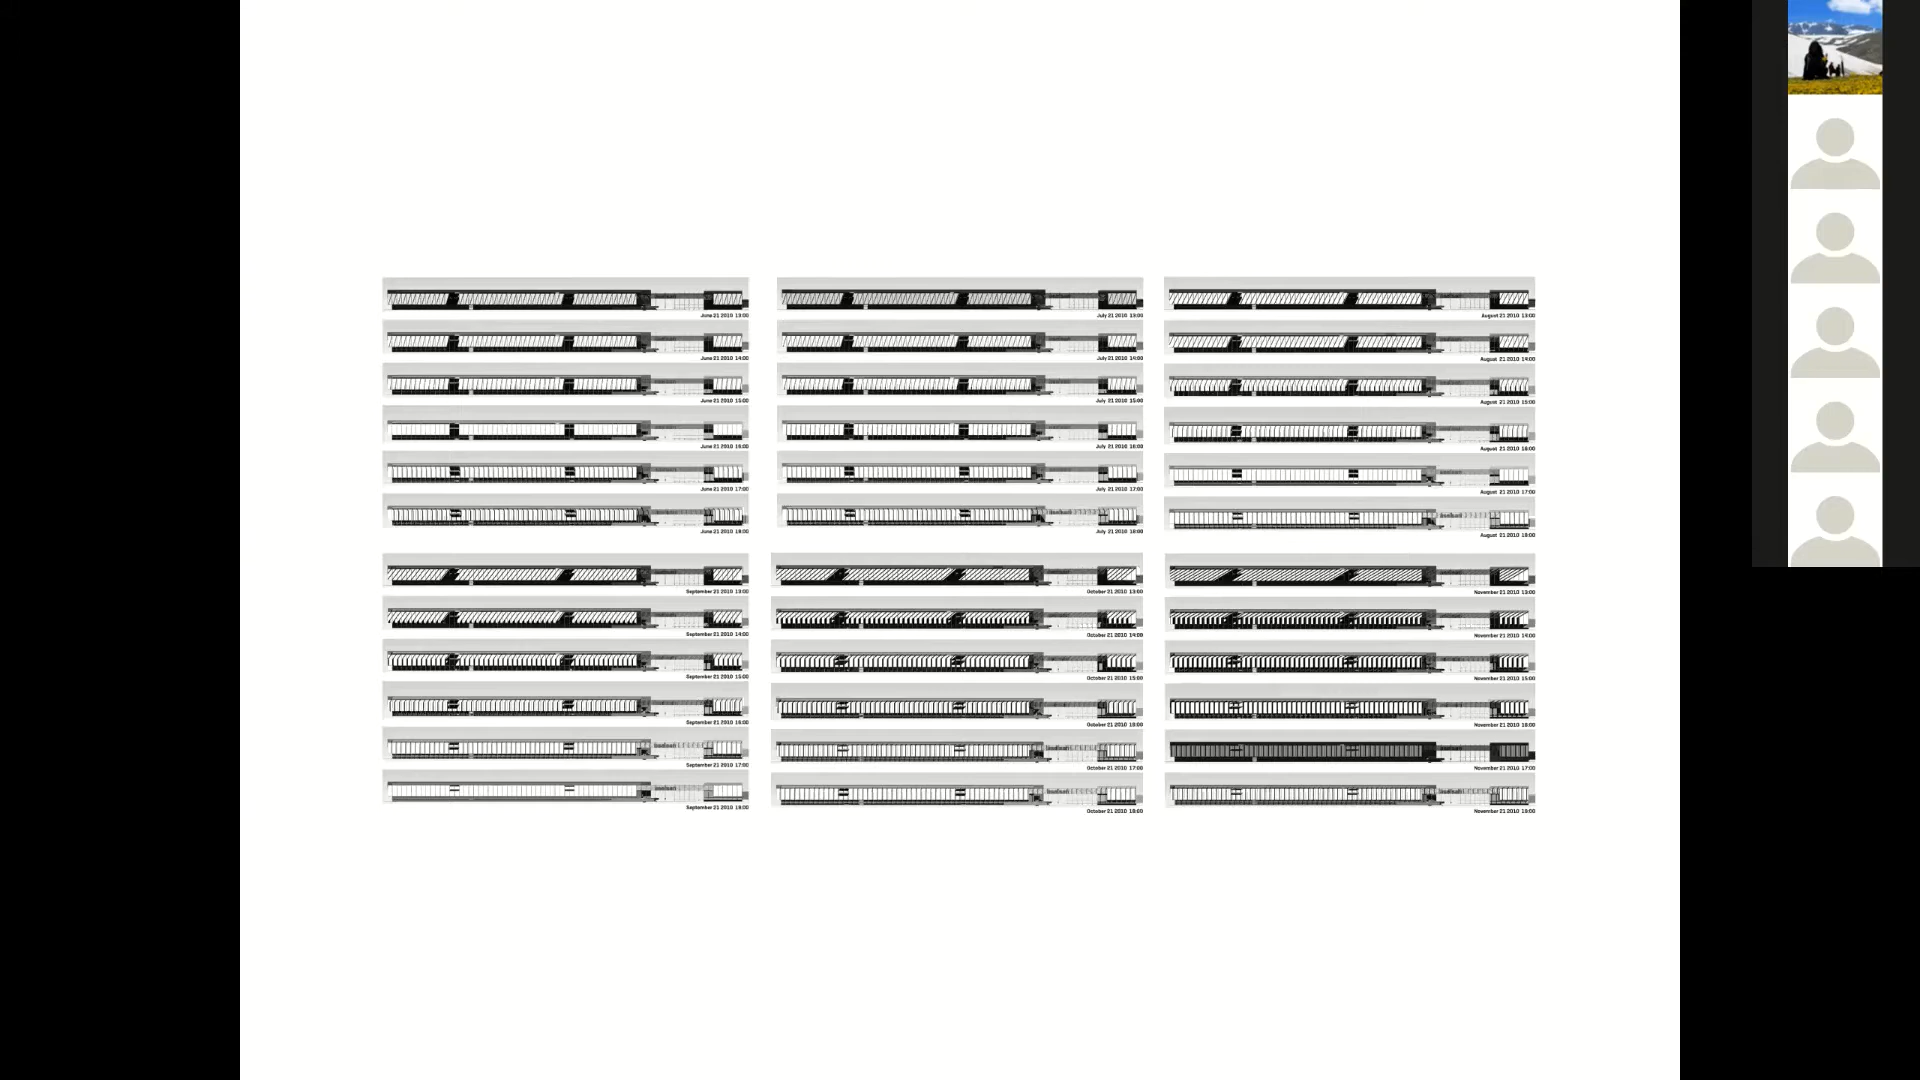 June 21 2010 13:00
June 21 2010 14:00
June 21 2010 15:00
June 21 2010 16:00
June 21 2010 17:00
June 21 2010 18:00
July 21 2010 13:00
July 21 2010 14:00
July 21 2010 15:00
July 21 2010 16:00
July 21 2010 17:00
July 21 2010 18:00
August 21 2010 13:00
August 21 2010 14:00
August 21 2010 15:00
August 21 2010 16:00
August 21 2010 17:00
August 21 2010 18:00
September 21 2010 13:00
September 21 2010 14:00
September 21 2010 15:00
September 21 2010 16:00
September 21 2010 17:00
September 21 2010 18:00
October 21 2010 13:00
October 21 2010 14:00
October 21 2010 15:00
October 21 2010 16:00
October 21 2010 17:00
October 21 2010 18:00
November 21 2010 13:00
November 21 2010 14:00
November 21 2010 15:00
November 21 2010 16:00
November 21 2010 17:00
November 21 2010